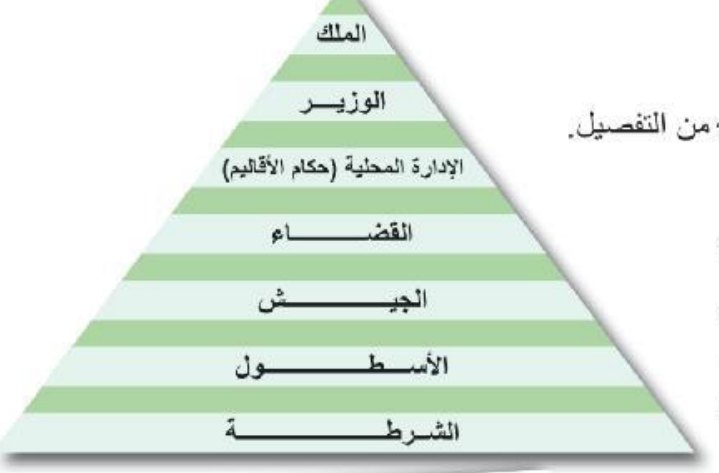 الملك
الوزير
من التفصيل.
الإدارة المحلية (حكام الأقاليم)
القضاء
الجيش
الأسطول
الشرطة